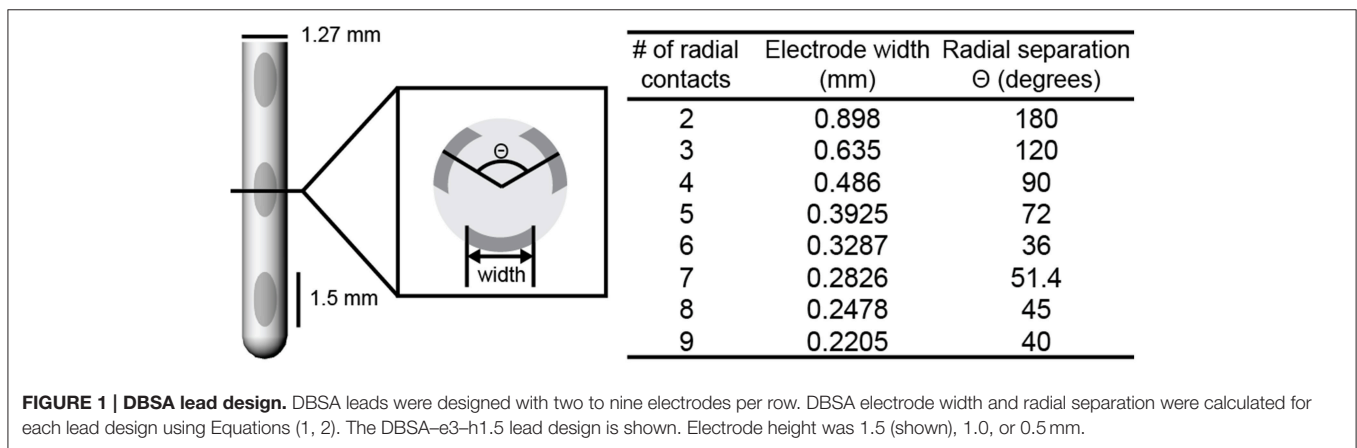 1.27 mm
Θ
width
1.5 mm
# of radial contacts Electrode width (mm) Radial separation Θ (degrees)
2 0.898 180
3 0.635 120
4 0.486 90
5 0.3925 72
6 0.3287 36
7 0.2826 51.4
8 0.2478 45
9 0.2205 40
FIGURE 1 | DBSA lead design. DBSA leads were designed with two to nine electrodes per row. DBSA electrode width and radial separation were calculated for
each lead design using Equations (1, 2). The DBSA–e3–h1.5 lead design is shown. Electrode height was 1.5 (shown), 1.0, or 0.5 mm.